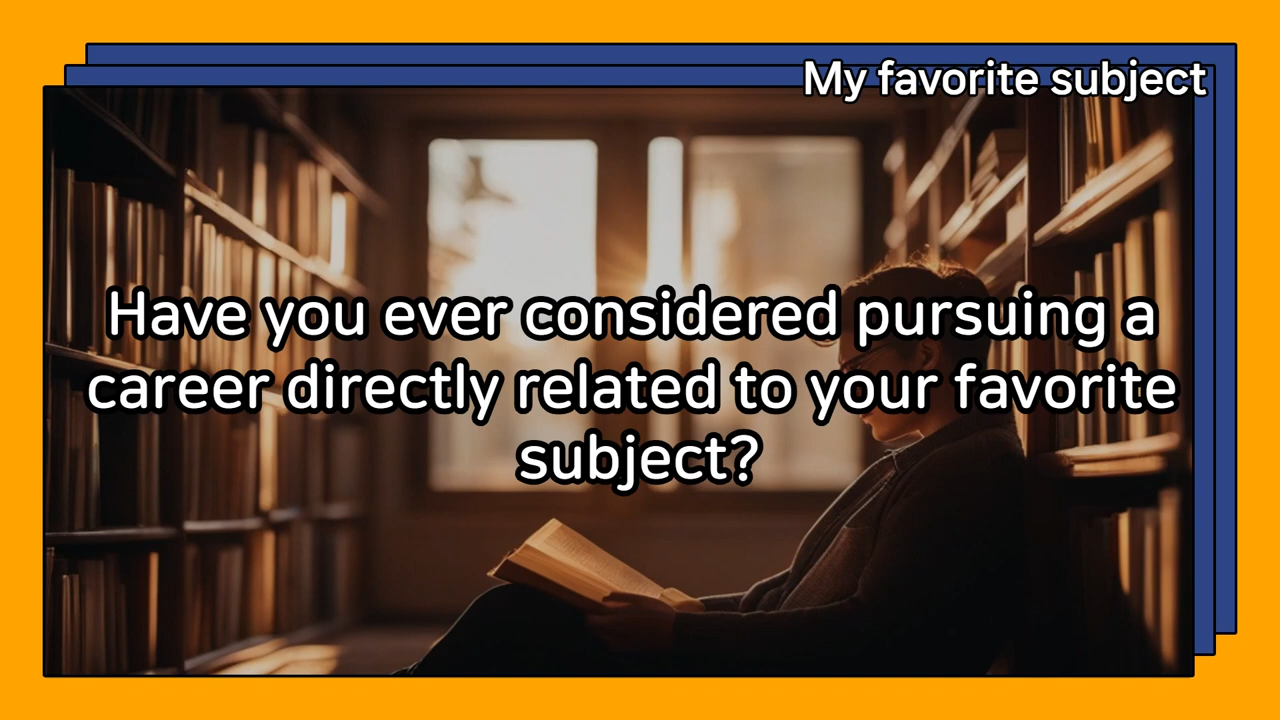 My favorite subject
Have you ever considered pursuing a
career directly related to your favorite
subject?